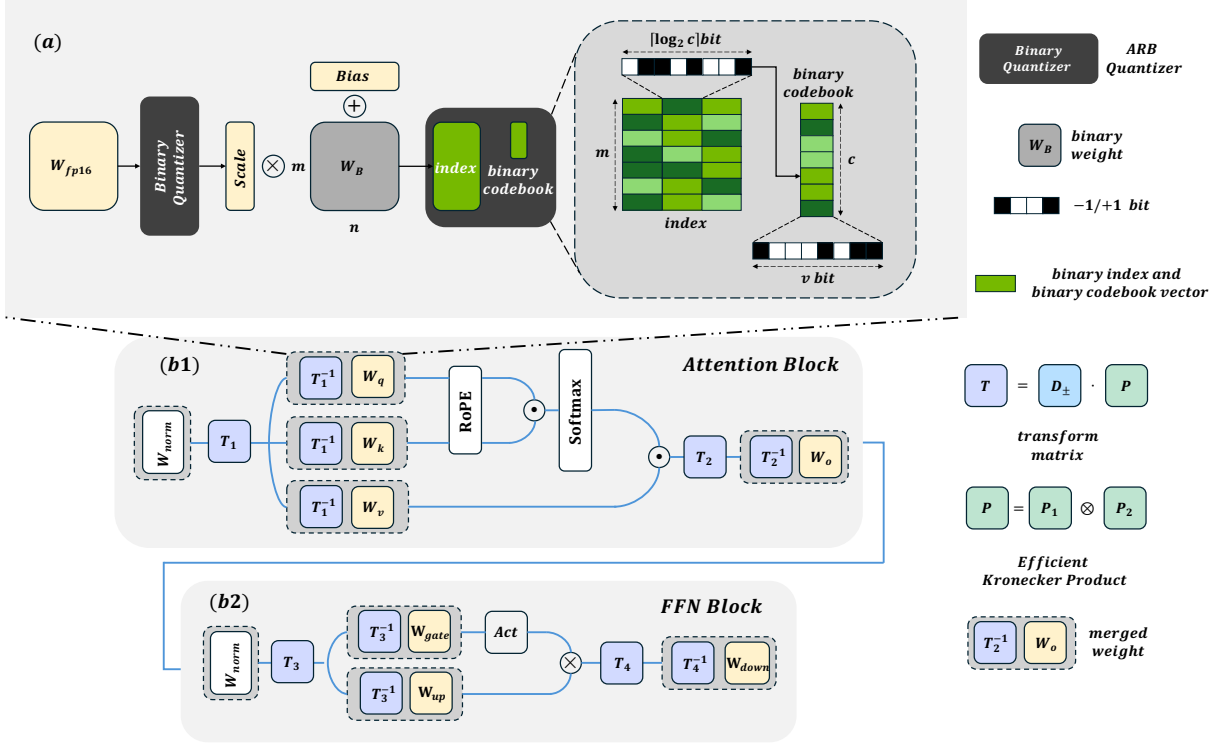 (a)
W_fp16
Binary
Quantizer
Scale
⊗
m
Bias
⊕
W_B
n
index
binary
codebook
⌈log₂ c⌉bit
m
index
binary
codebook
c
v bit
Binary
Quantizer
ARB
Quantizer
W_B
binary
weight
−1/+1 bit
binary index and
binary codebook vector
(b1)
Attention Block
W_norm
T₁
T₁⁻¹ W_q
T₁⁻¹ W_k
T₁⁻¹ W_v
RoPE
⊙
Softmax
⊙
T₂
T₂⁻¹ W_o
T = D_± · P
transform
matrix
P = P₁ ⊗ P₂
Efficient
Kronecker Product
T₂⁻¹ W_o
merged
weight
(b2)
FFN Block
W_norm
T₃
T₃⁻¹ W_gate
Act
T₃⁻¹ W_up
⊗
T₄
T₄⁻¹ W_down